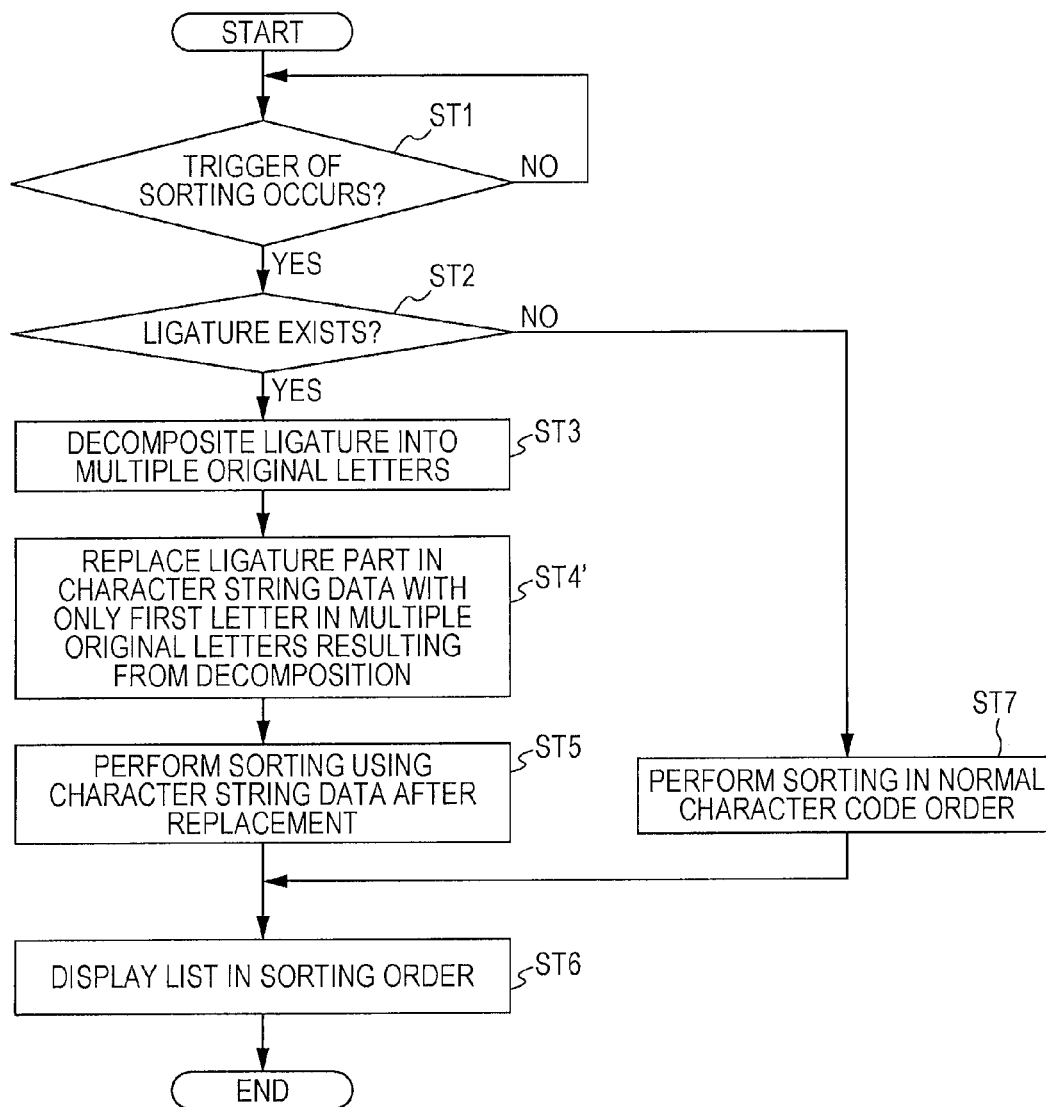 START
ST1
TRIGGER OF
SORTING OCCURS?
NO
YES
ST2
LIGATURE EXISTS?
NO
YES
DECOMPOSITE LIGATURE INTO
MULTIPLE ORIGINAL LETTERS
ST3
REPLACE LIGATURE PART IN
CHARACTER STRING DATA WITH
ONLY FIRST LETTER IN MULTIPLE
ORIGINAL LETTERS RESULTING
FROM DECOMPOSITION
ST4'
PERFORM SORTING USING
CHARACTER STRING DATA AFTER
REPLACEMENT
ST5
ST7
PERFORM SORTING IN NORMAL
CHARACTER CODE ORDER
DISPLAY LIST IN SORTING ORDER
ST6
END